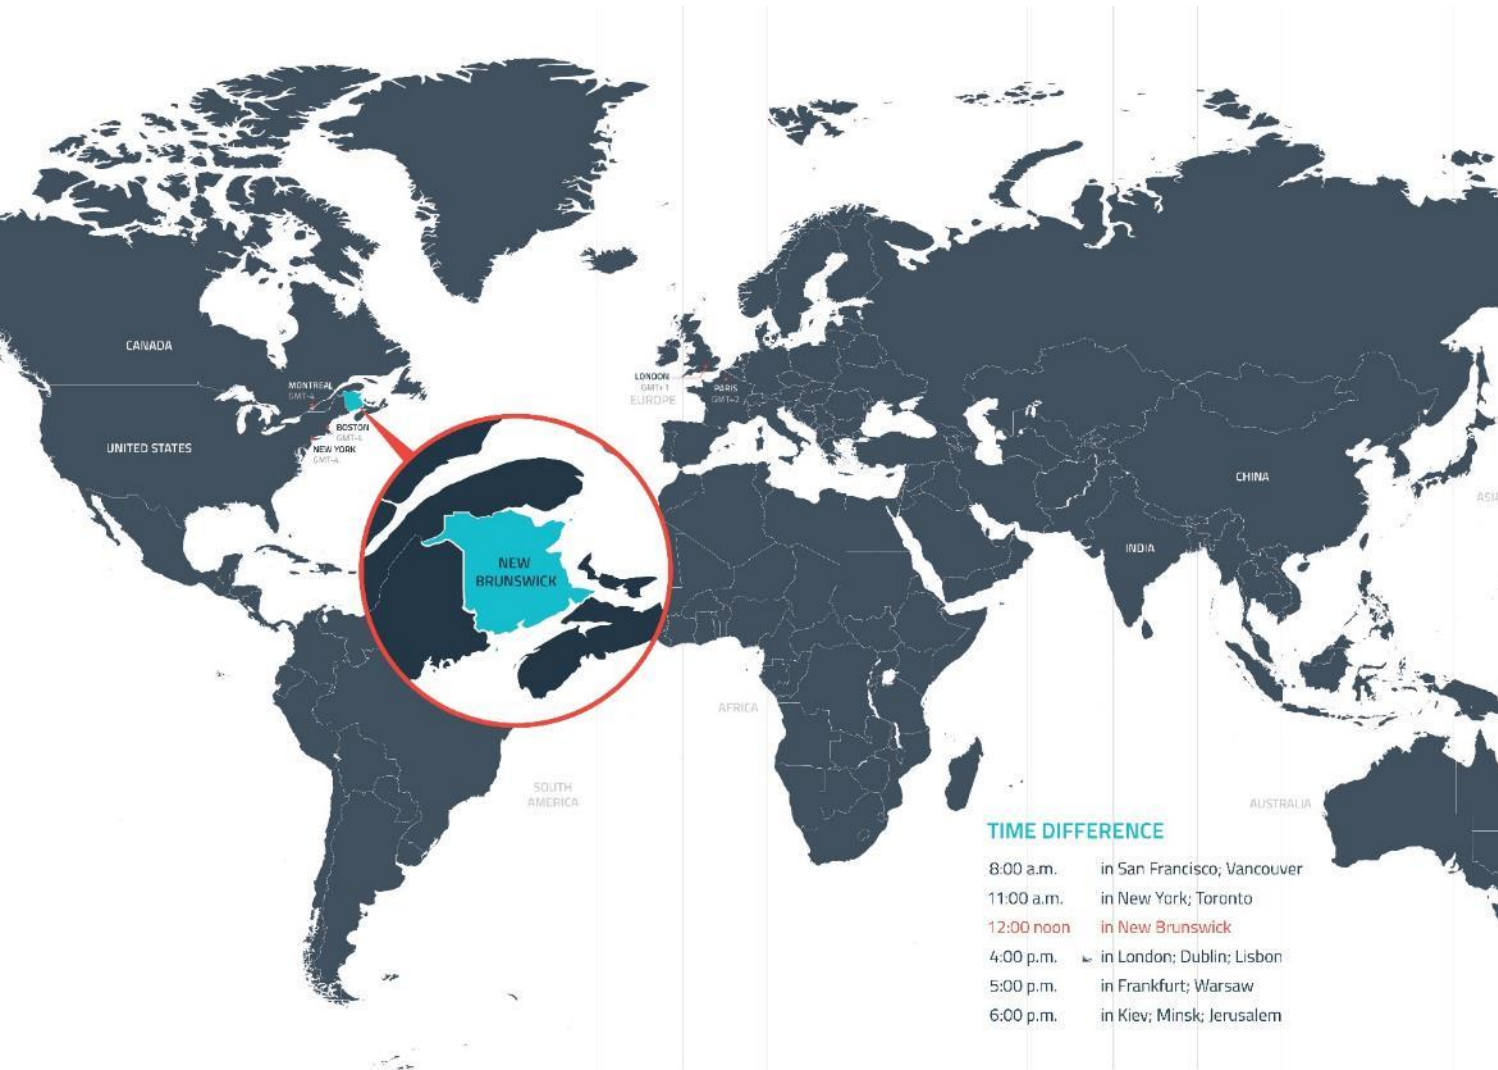 CANADA
MONTREAL
GMT-4
UNITED STATES
BOSTON
GMT-4
NEW YORK
GMT-4
LONDON
GMT+1
EUROPE
PARIS
GMT+2
CHINA
ASIA
INDIA
NEW
BRUNSWICK
AFRICA
SOUTH
AMERICA
AUSTRALIA
TIME DIFFERENCE
8:00 a.m. in San Francisco; Vancouver
11:00 a.m. in New York; Toronto
12:00 noon in New Brunswick
4:00 p.m. in London; Dublin; Lisbon
5:00 p.m. in Frankfurt; Warsaw
6:00 p.m. in Kiev; Minsk; Jerusalem